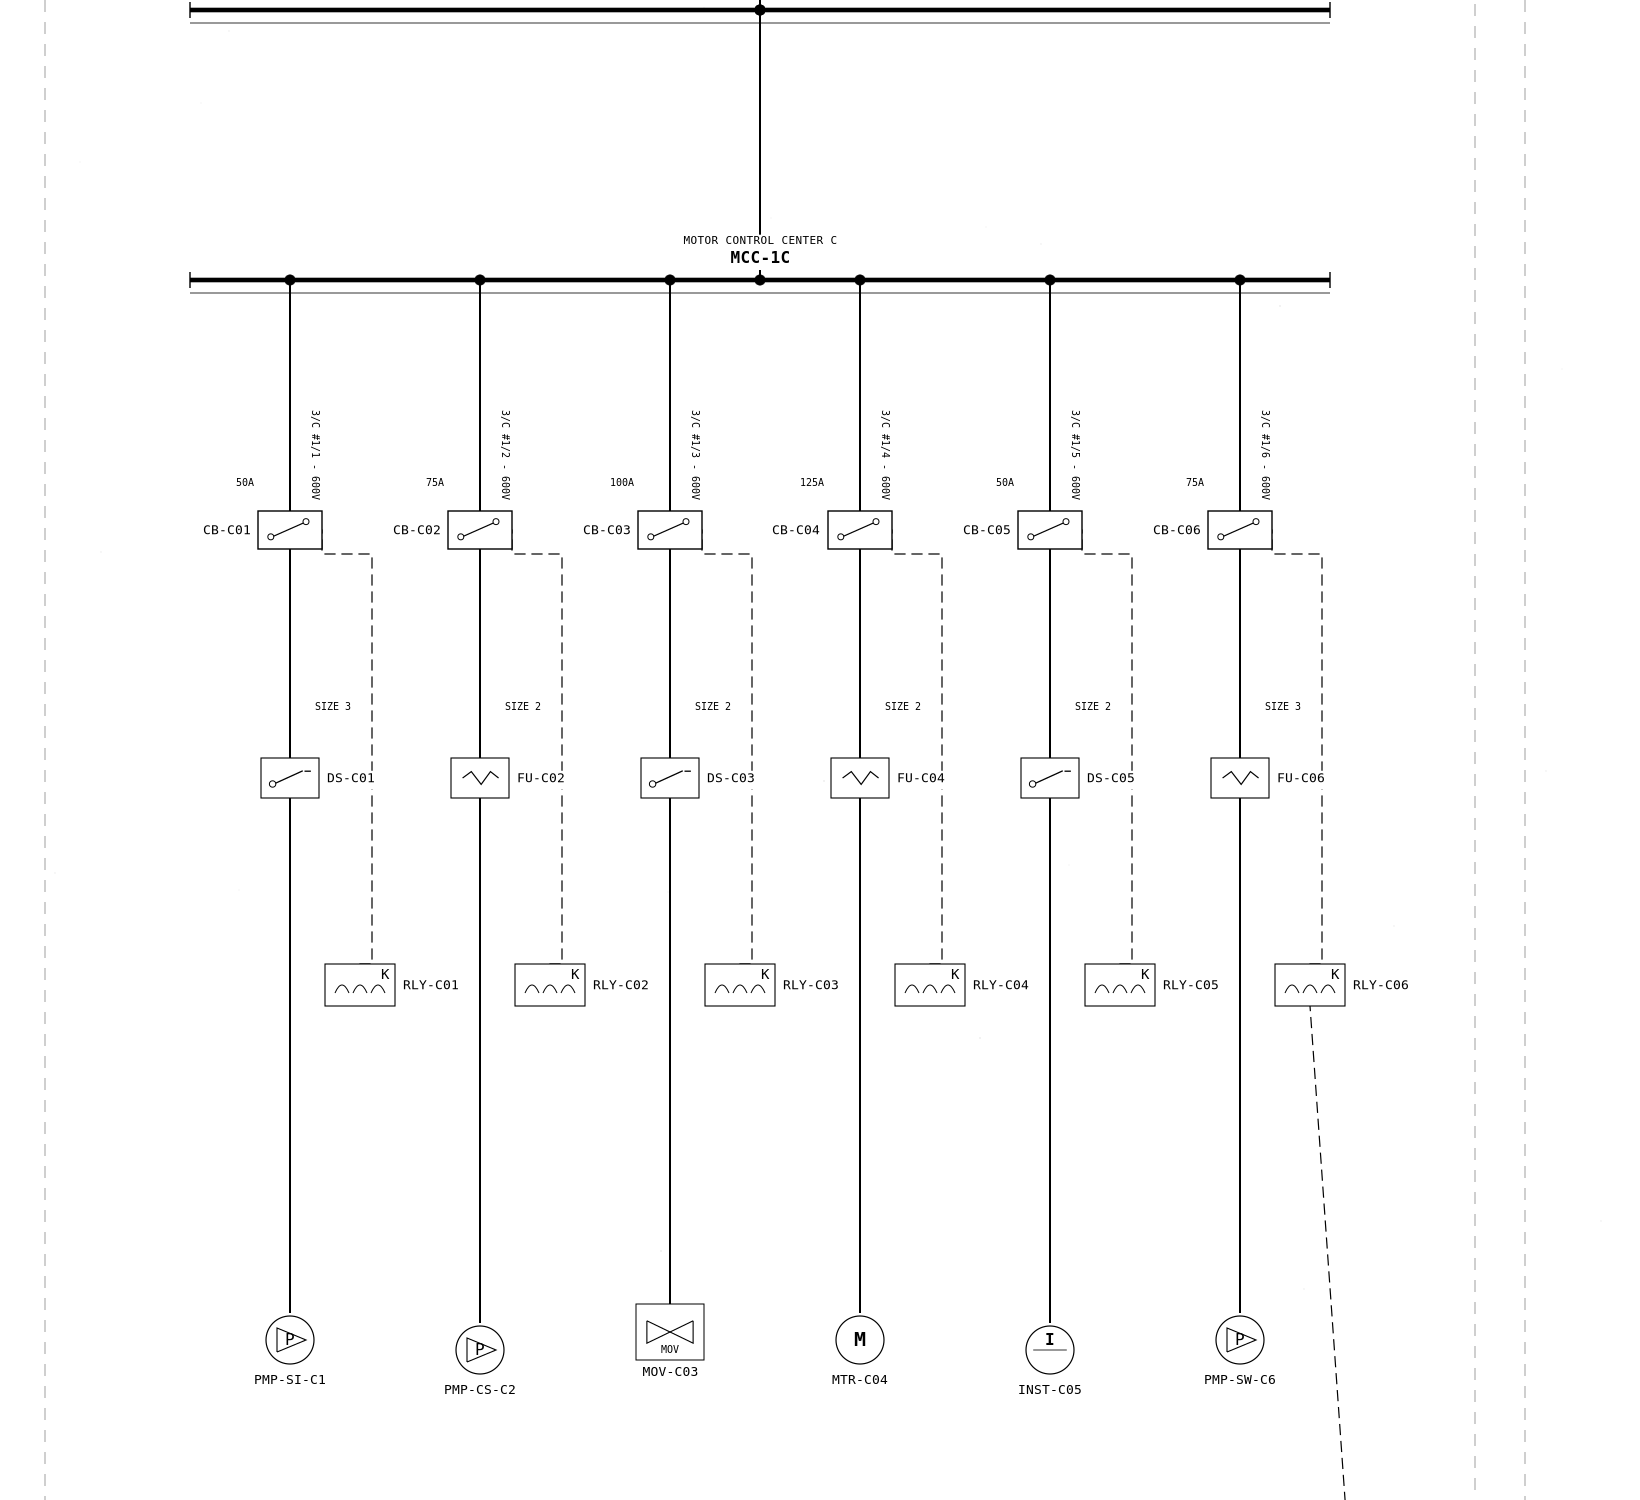 MOTOR CONTROL CENTER C
MCC-1C
3/C #1/1 - 600V
3/C #1/2 - 600V
3/C #1/3 - 600V
3/C #1/4 - 600V
3/C #1/5 - 600V
3/C #1/6 - 600V
50A
75A
100A
125A
50A
75A
CB-C01
CB-C02
CB-C03
CB-C04
CB-C05
CB-C06
SIZE 3
SIZE 2
SIZE 2
SIZE 2
SIZE 2
SIZE 3
DS-C01
FU-C02
DS-C03
FU-C04
DS-C05
FU-C06
K
K
K
K
K
K
RLY-C01
RLY-C02
RLY-C03
RLY-C04
RLY-C05
RLY-C06
P
P
MOV
M
I
P
PMP-SI-C1
PMP-CS-C2
MOV-C03
MTR-C04
INST-C05
PMP-SW-C6